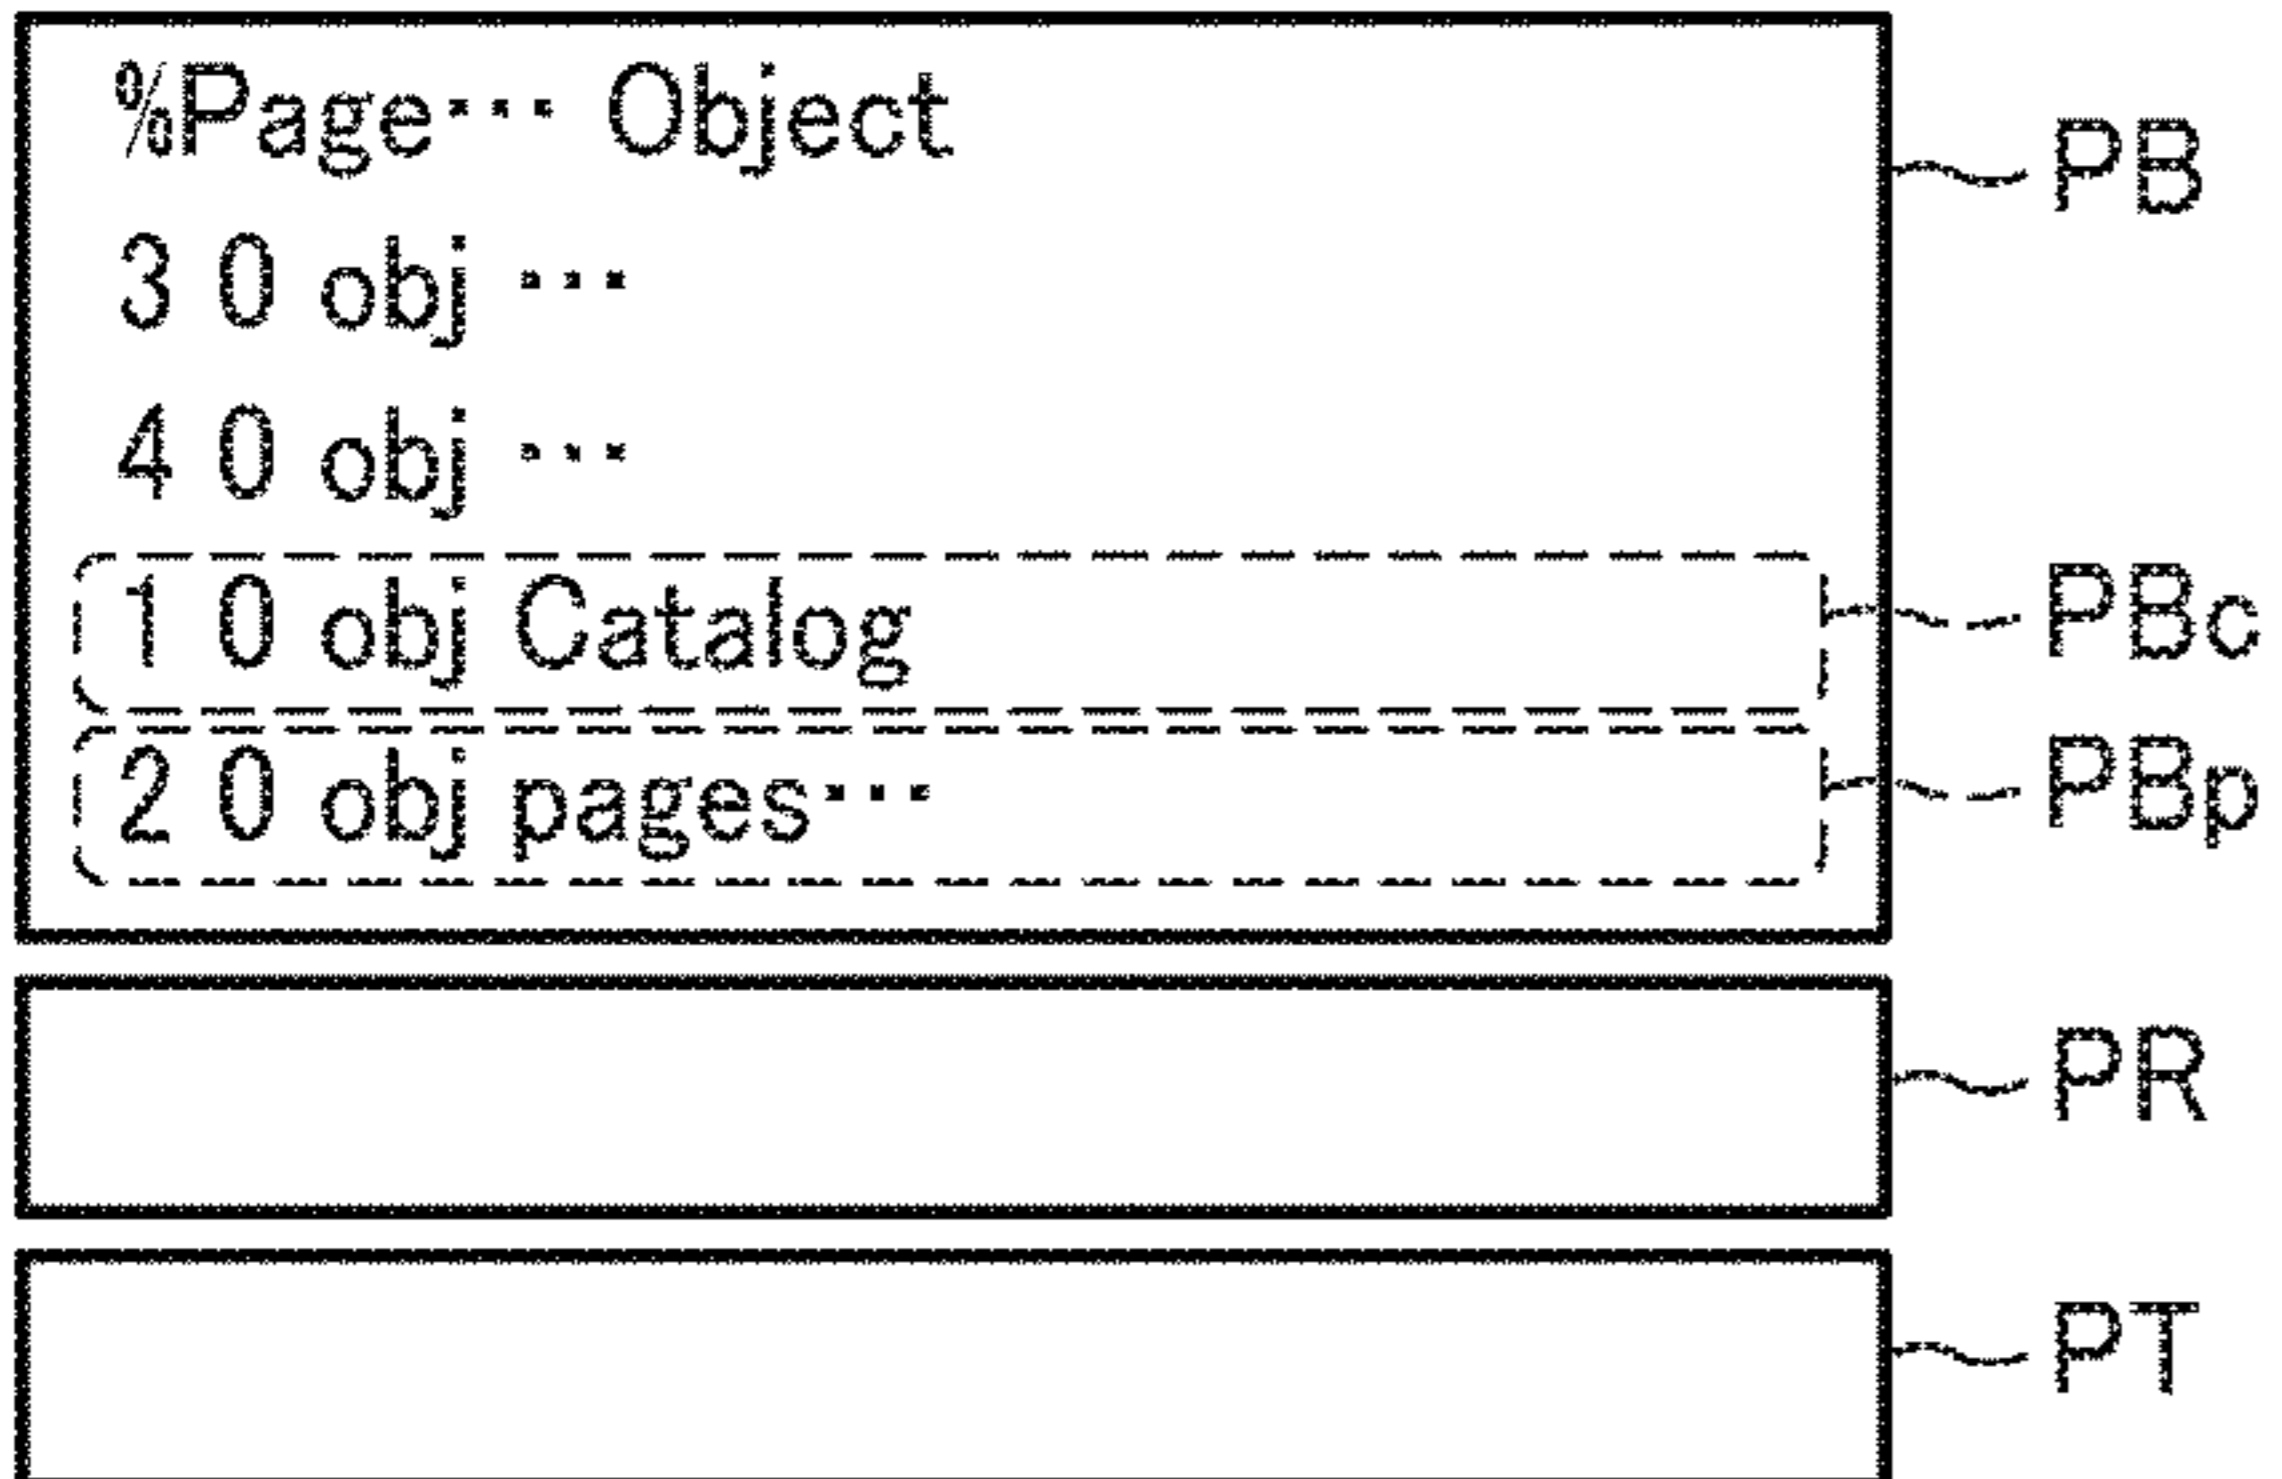 %Page… Object
PB
3 0 obj …
4 0 obj …
1 0 obj Catalog
PBc
2 0 obj pages…
PBp
PR
PT